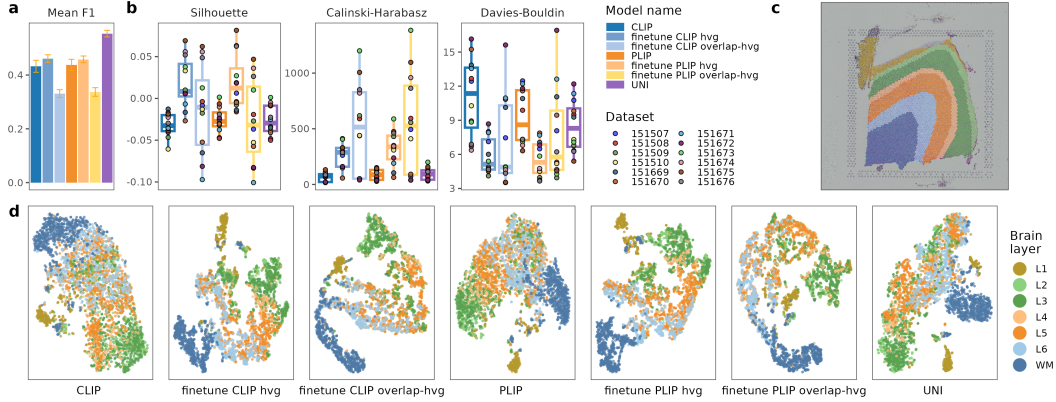 a
Mean F1
0.4
0.2
0.0
b
Silhouette
0.05
0.00
-0.05
-0.10
Calinski-Harabasz
1000
500
0
Davies-Bouldin
15
12
9
6
3
Model name
CLIP
finetune CLIP hvg
finetune CLIP overlap-hvg
PLIP
finetune PLIP hvg
finetune PLIP overlap-hvg
UNI
Dataset
151507 151671
151508 151672
151509 151673
151510 151674
151669 151675
151670 151676
c
d
CLIP
finetune CLIP hvg
finetune CLIP overlap-hvg
PLIP
finetune PLIP hvg
finetune PLIP overlap-hvg
UNI
Brain
layer
L1
L2
L3
L4
L5
L6
WM